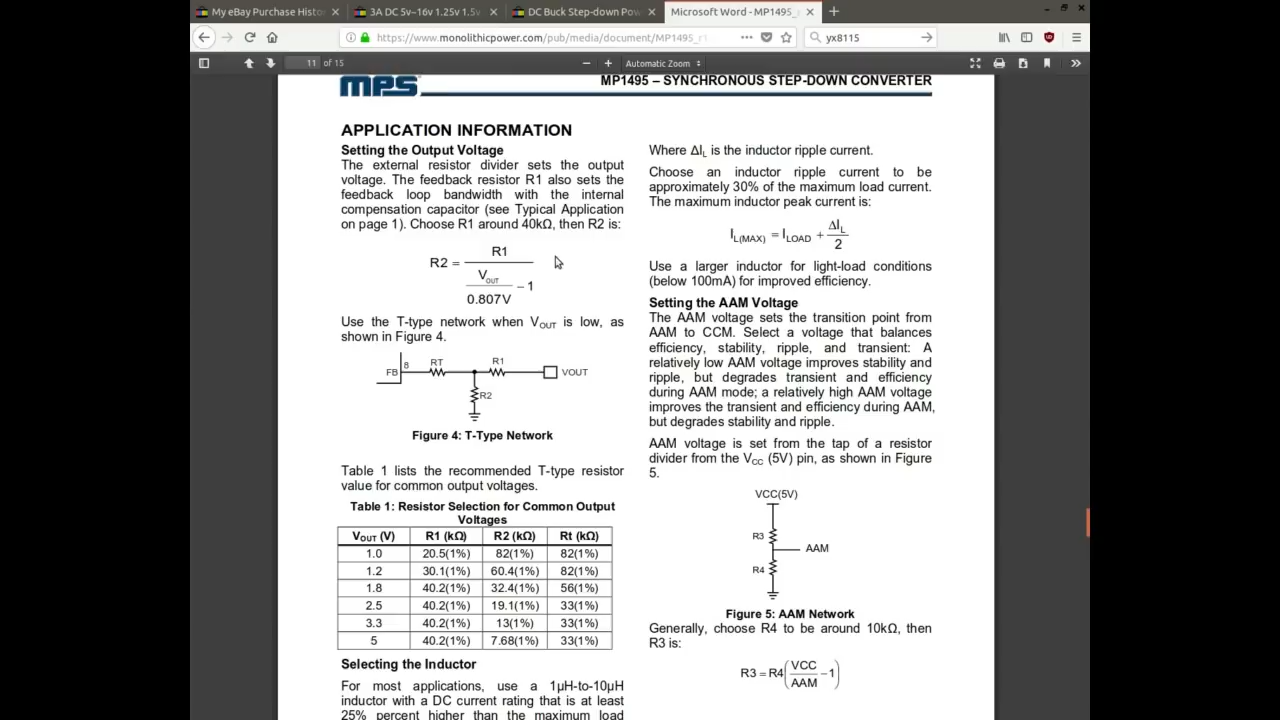 My eBay Purchase Histo
3A DC 5v~16v 1.25v 1.5v
DC Buck Step-down Pow
Microsoft Word - MP1495_r
https://www.monolithicpower.com/pub/media/document/MP1495_r1
yx8115
11 of 15
Automatic Zoom
mps
MP1495 – SYNCHRONOUS STEP-DOWN CONVERTER
APPLICATION INFORMATION
Setting the Output Voltage
The external resistor divider sets the output
voltage. The feedback resistor R1 also sets the
feedback loop bandwidth with the internal
compensation capacitor (see Typical Application
on page 1). Choose R1 around 40kΩ, then R2 is:
R2 = R1 / (VOUT / 0.807V − 1)
Use the T-type network when VOUT is low, as
shown in Figure 4.
FB 8 RT R1 VOUT
R2
Figure 4: T-Type Network
Table 1 lists the recommended T-type resistor
value for common output voltages.
Table 1: Resistor Selection for Common Output
Voltages
VOUT (V) R1 (kΩ) R2 (kΩ) Rt (kΩ)
1.0 20.5(1%) 82(1%) 82(1%)
1.2 30.1(1%) 60.4(1%) 82(1%)
1.8 40.2(1%) 32.4(1%) 56(1%)
2.5 40.2(1%) 19.1(1%) 33(1%)
3.3 40.2(1%) 13(1%) 33(1%)
5 40.2(1%) 7.68(1%) 33(1%)
Selecting the Inductor
For most applications, use a 1µH-to-10µH
inductor with a DC current rating that is at least
25% percent higher than the maximum load
Where ΔIL is the inductor ripple current.
Choose an inductor ripple current to be
approximately 30% of the maximum load current.
The maximum inductor peak current is:
IL(MAX) = ILOAD + ΔIL / 2
Use a larger inductor for light-load conditions
(below 100mA) for improved efficiency.
Setting the AAM Voltage
The AAM voltage sets the transition point from
AAM to CCM. Select a voltage that balances
efficiency, stability, ripple, and transient: A
relatively low AAM voltage improves stability and
ripple, but degrades transient and efficiency
during AAM mode; a relatively high AAM voltage
improves the transient and efficiency during AAM,
but degrades stability and ripple.
AAM voltage is set from the tap of a resistor
divider from the VCC (5V) pin, as shown in Figure
5.
VCC(5V)
R3
AAM
R4
Figure 5: AAM Network
Generally, choose R4 to be around 10kΩ, then
R3 is:
R3 = R4(VCC / AAM − 1)